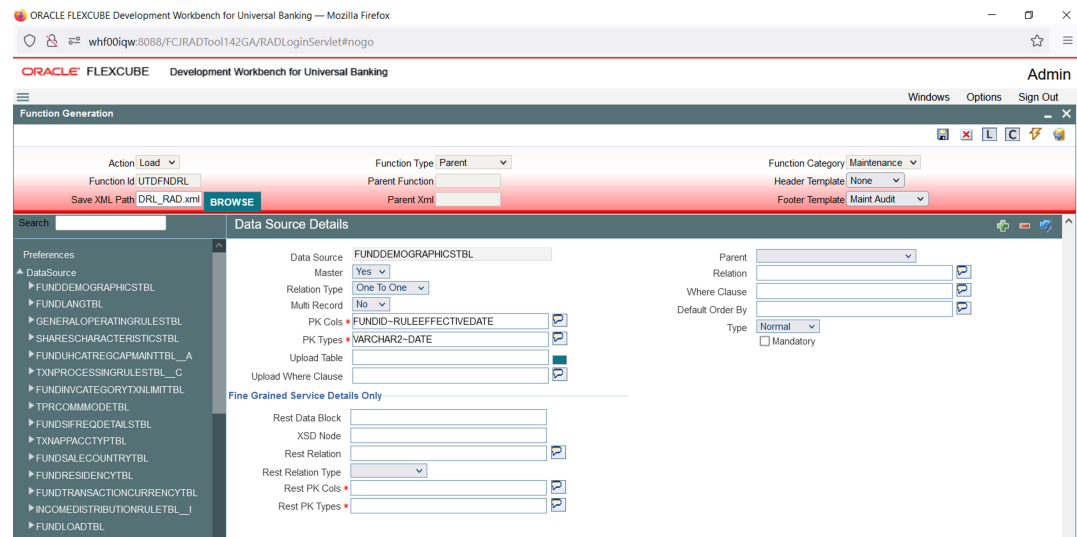 ORACLE FLEXCUBE Development Workbench for Universal Banking — Mozilla Firefox
whf00iqw:8088/FCJRADTool142GA/RADLoginServlet#nogo
ORACLE FLEXCUBE Development Workbench for Universal Banking Admin
Windows Options Sign Out
Function Generation
L C
Action Load Function Type Parent Function Category Maintenance
Function Id UTDFNDRL Parent Function Header Template None
Save XML Path DRL_RAD.xml BROWSE Parent Xml Footer Template Maint Audit
Search
Preferences
DataSource
FUNDDEMOGRAPHICSTBL
FUNDLANGTBL
GENERALOPERATINGRULESTBL
SHARESCHARACTERISTICSTBL
FUNDUHCATREGCAPMAINTTBL__A
TXNPROCESSINGRULESTBL__C
FUNDINVCATEGORYTXNLIMITTBL
TPRCOMMMODETBL
FUNDSIFREQDETAILSTBL
TXNAPPACCTYPTBL
FUNDSALECOUNTRYTBL
FUNDRESIDENCYTBL
FUNDTRANSACTIONCURRENCYTBL
INCOMEDISTRIBUTIONRULETBL__I
FUNDLOADTBL
Data Source Details
Data Source FUNDDEMOGRAPHICSTBL
Master Yes
Relation Type One To One
Multi Record No
PK Cols * FUNDID~RULEEFFECTIVEDATE
PK Types * VARCHAR2~DATE
Upload Table
Upload Where Clause
Parent
Relation
Where Clause
Default Order By
Type Normal
Mandatory
Fine Grained Service Details Only
Rest Data Block
XSD Node
Rest Relation
Rest Relation Type
Rest PK Cols *
Rest PK Types *